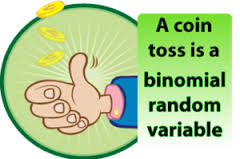 A coin
toss is a
binomial
random
variable